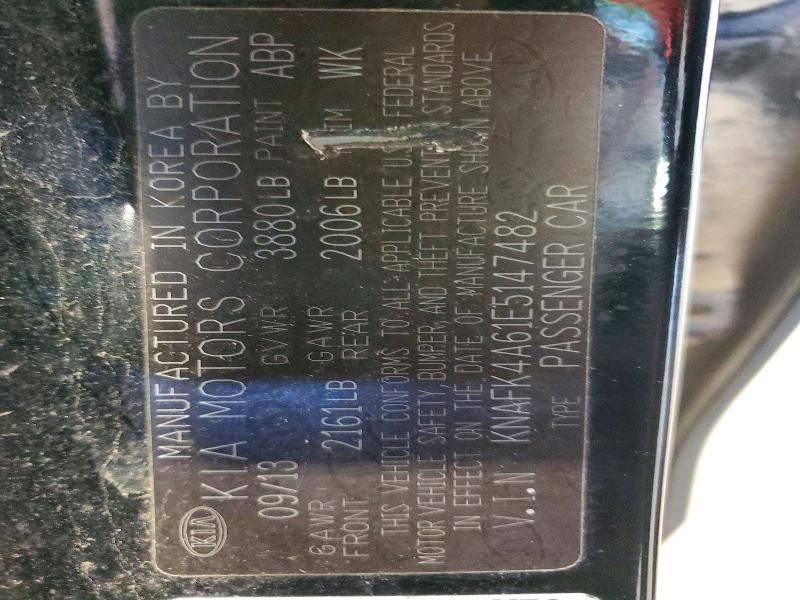 KIA
MANUFACTURED IN KOREA BY
KIA MOTORS CORPORATION
09/13 GVWR 3880LB PAINT ABP
GAWR FRONT 2161LB GAWR REAR 2006LB WK
THIS VEHICLE CONFORMS TO ALL APPLICABLE FEDERAL
MOTOR VEHICLE SAFETY, BUMPER, AND THEFT PREVENT STANDARDS
IN EFFECT ON THE DATE OF MANUFACTURE SHOWN ABOVE
V.I.N KNAFK4A61E5147482
TYPE PASSENGER CAR